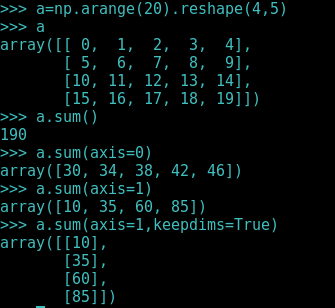 >>> a=np.arange(20).reshape(4,5)
>>> a
array([[ 0,  1,  2,  3,  4],
       [ 5,  6,  7,  8,  9],
       [10, 11, 12, 13, 14],
       [15, 16, 17, 18, 19]])
>>> a.sum()
190
>>> a.sum(axis=0)
array([30, 34, 38, 42, 46])
>>> a.sum(axis=1)
array([10, 35, 60, 85])
>>> a.sum(axis=1,keepdims=True)
array([[10],
       [35],
       [60],
       [85]])